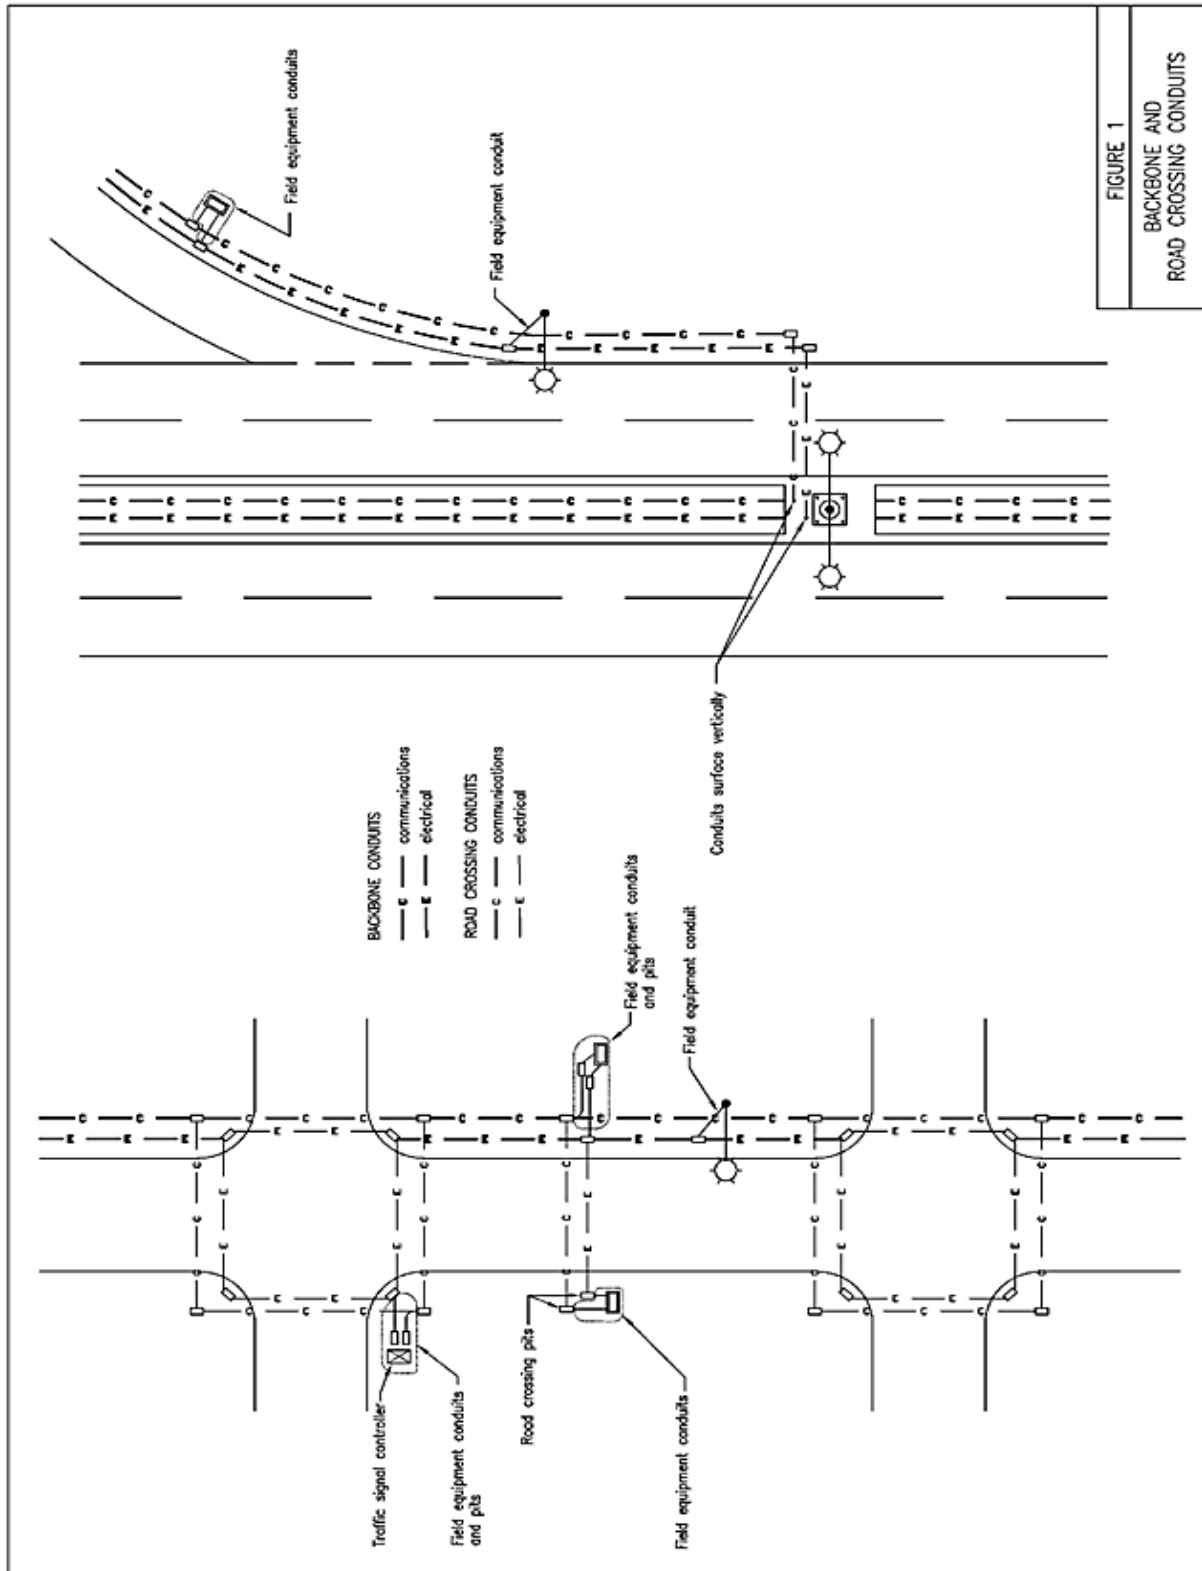 Field equipment conduits
Field equipment conduit
FIGURE 1
BACKBONE AND
ROAD CROSSING CONDUITS
Conduits surface vertically
BACKBONE CONDUITS
C communications
E electrical
ROAD CROSSING CONDUITS
C communications
E electrical
Field equipment conduits
and pits
Field equipment conduit
Traffic signal controller
Field equipment conduits
and pits
Road crossing pits
Field equipment conduits